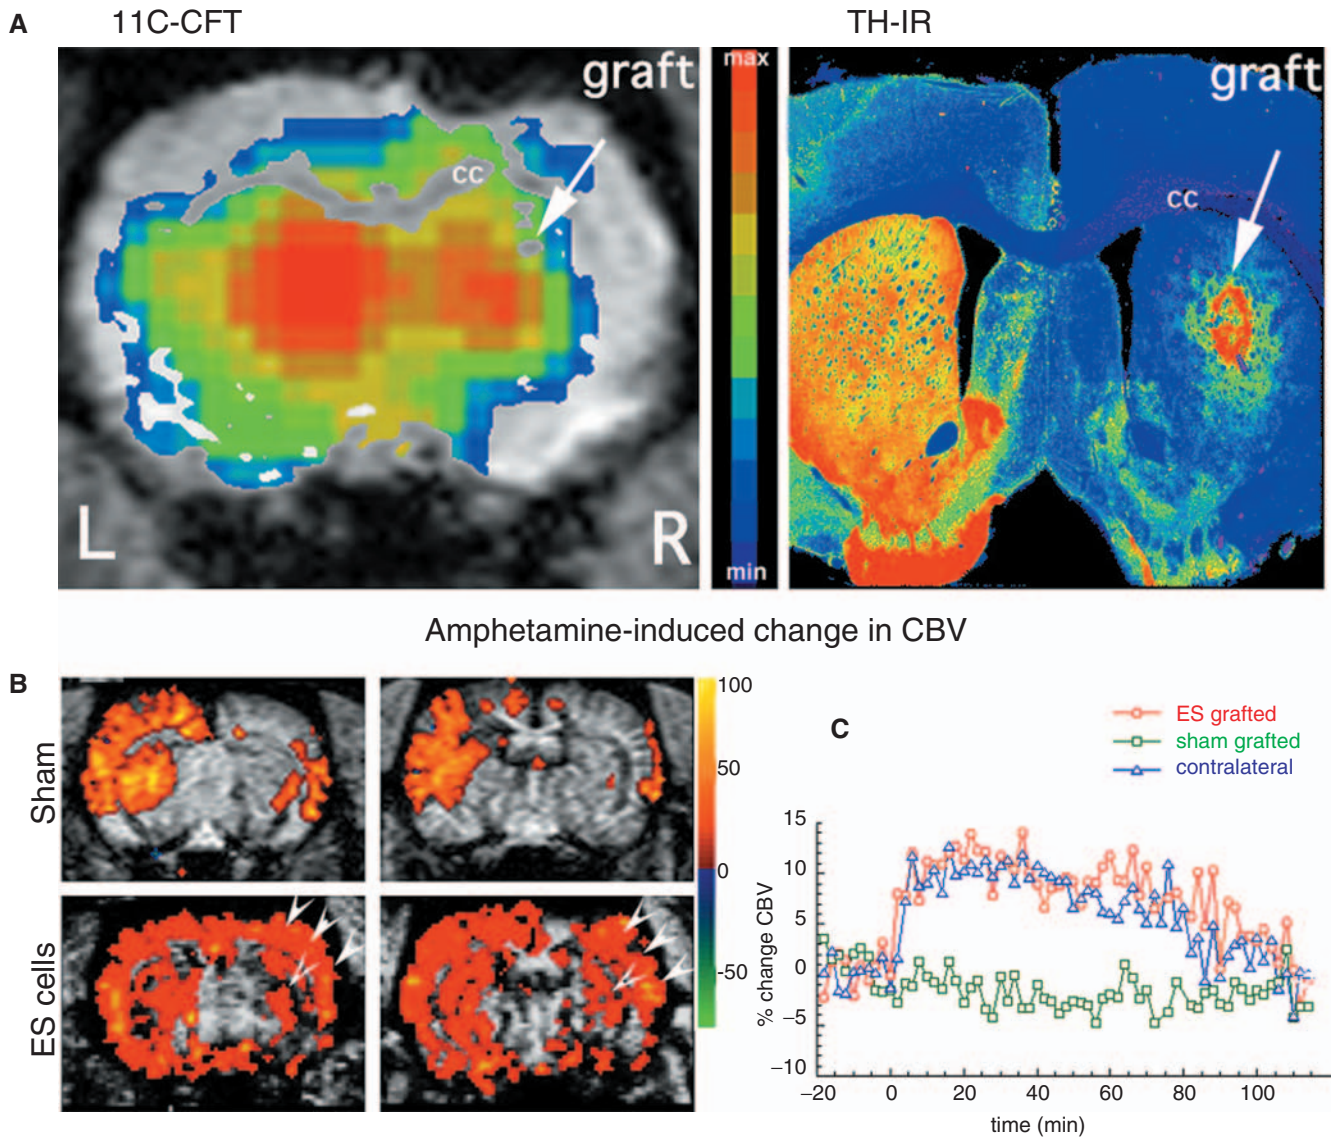 A
11C-CFT
TH-IR
graft
cc
L
R
max
min
graft
cc
Amphetamine-induced change in CBV
B
Sham
ES cells
100
50
0
-50
C
ES grafted
sham grafted
contralateral
% change CBV
15
10
5
0
−5
−10
−20
0
20
40
60
80
100
time (min)